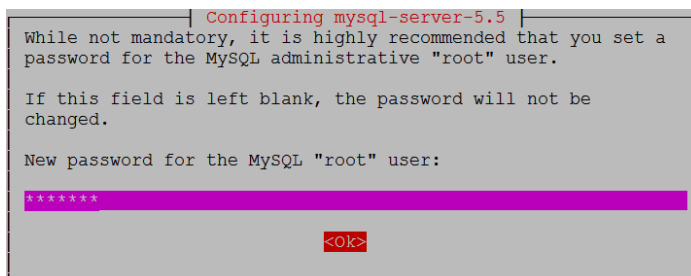 Configuring mysql-server-5.5
While not mandatory, it is highly recommended that you set a
password for the MySQL administrative "root" user.
If this field is left blank, the password will not be
changed.
New password for the MySQL "root" user:
*******
<Ok>